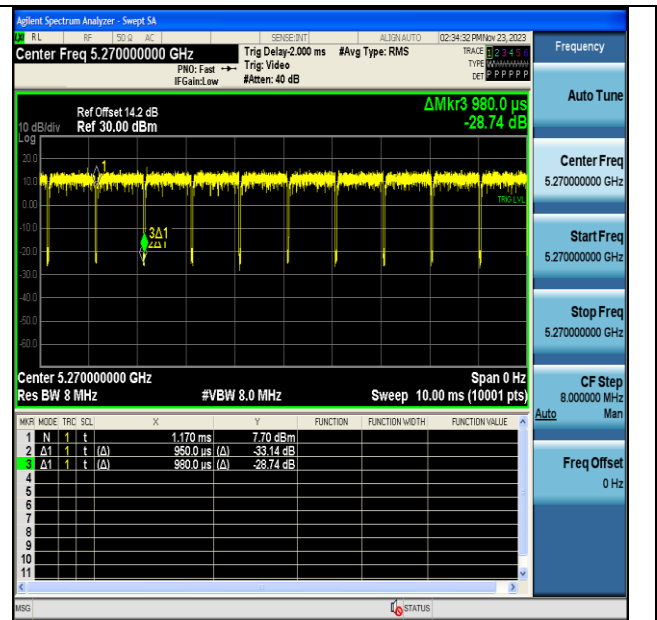 Agilent Spectrum Analyzer - Swept SA
RL RF 50 Ω AC SENSE:INT ALIGN AUTO 02:34:32 PM Nov 23, 2023
Center Freq 5.270000000 GHz
PNO: Fast
IFGain:Low
Trig Delay-2.000 ms
Trig: Video
#Atten: 40 dB
#Avg Type: RMS
TRACE 1 2 3 4 5 6
TYPE WWWWWW
DET P P P P P P
ΔMkr3 980.0 µs
-28.74 dB
Ref Offset 14.2 dB
10 dB/div Ref 30.00 dBm
Log
20.0
10.0
0.00
-10.0
-20.0
-30.0
-40.0
-50.0
-60.0
1
TRIG LVL
3Δ1
2Δ1
Center 5.270000000 GHz Span 0 Hz
Res BW 8 MHz #VBW 8.0 MHz Sweep 10.00 ms (10001 pts)
MKR MODE TRC SCL X Y FUNCTION FUNCTION WIDTH FUNCTION VALUE
1 N 1 t 1.170 ms 7.70 dBm
2 Δ1 1 t (Δ) 950.0 µs (Δ) -33.14 dB
3 Δ1 1 t (Δ) 980.0 µs (Δ) -28.74 dB
4
5
6
7
8
9
10
11
MSG STATUS
Frequency
Auto Tune
Center Freq
5.270000000 GHz
Start Freq
5.270000000 GHz
Stop Freq
5.270000000 GHz
CF Step
8.000000 MHz
Auto Man
Freq Offset
0 Hz